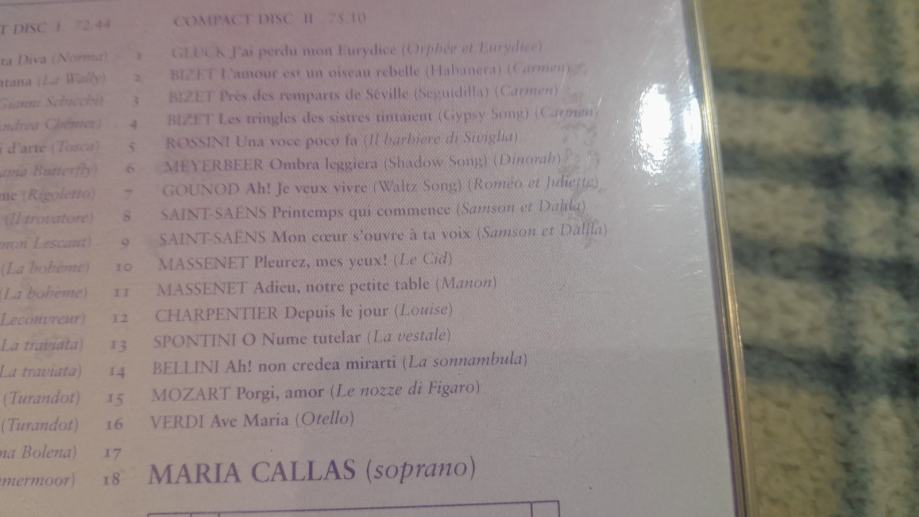 T DISC I 72.44 COMPACT DISC II 75.10
ta Diva (Norma) 1 GLUCK J'ai perdu mon Eurydice (Orphée et Eurydice)
ntana (La Wally) 2 BIZET L'amour est un oiseau rebelle (Habanera) (Carmen)
Gianni Schicchi) 3 BIZET Près des remparts de Séville (Seguidilla) (Carmen)
ndrea Chénier) 4 BIZET Les tringles des sistres tintaient (Gypsy Song) (Carmen)
i d'arte (Tosca) 5 ROSSINI Una voce poco fa (Il barbiere di Siviglia)
ama Butterfly) 6 MEYERBEER Ombra leggiera (Shadow Song) (Dinorah)
me (Rigoletto) 7 GOUNOD Ah! Je veux vivre (Waltz Song) (Roméo et Juliette)
(Il trovatore) 8 SAINT-SAËNS Printemps qui commence (Samson et Dalila)
non Lescaut) 9 SAINT-SAËNS Mon cœur s'ouvre à ta voix (Samson et Dalila)
(La bohème) 10 MASSENET Pleurez, mes yeux! (Le Cid)
(La bohème) 11 MASSENET Adieu, notre petite table (Manon)
Lecouvreur) 12 CHARPENTIER Depuis le jour (Louise)
La traviata) 13 SPONTINI O Nume tutelar (La vestale)
La traviata) 14 BELLINI Ah! non credea mirarti (La sonnambula)
(Turandot) 15 MOZART Porgi, amor (Le nozze di Figaro)
(Turandot) 16 VERDI Ave Maria (Otello)
na Bolena) 17
mermoor) 18 MARIA CALLAS (soprano)